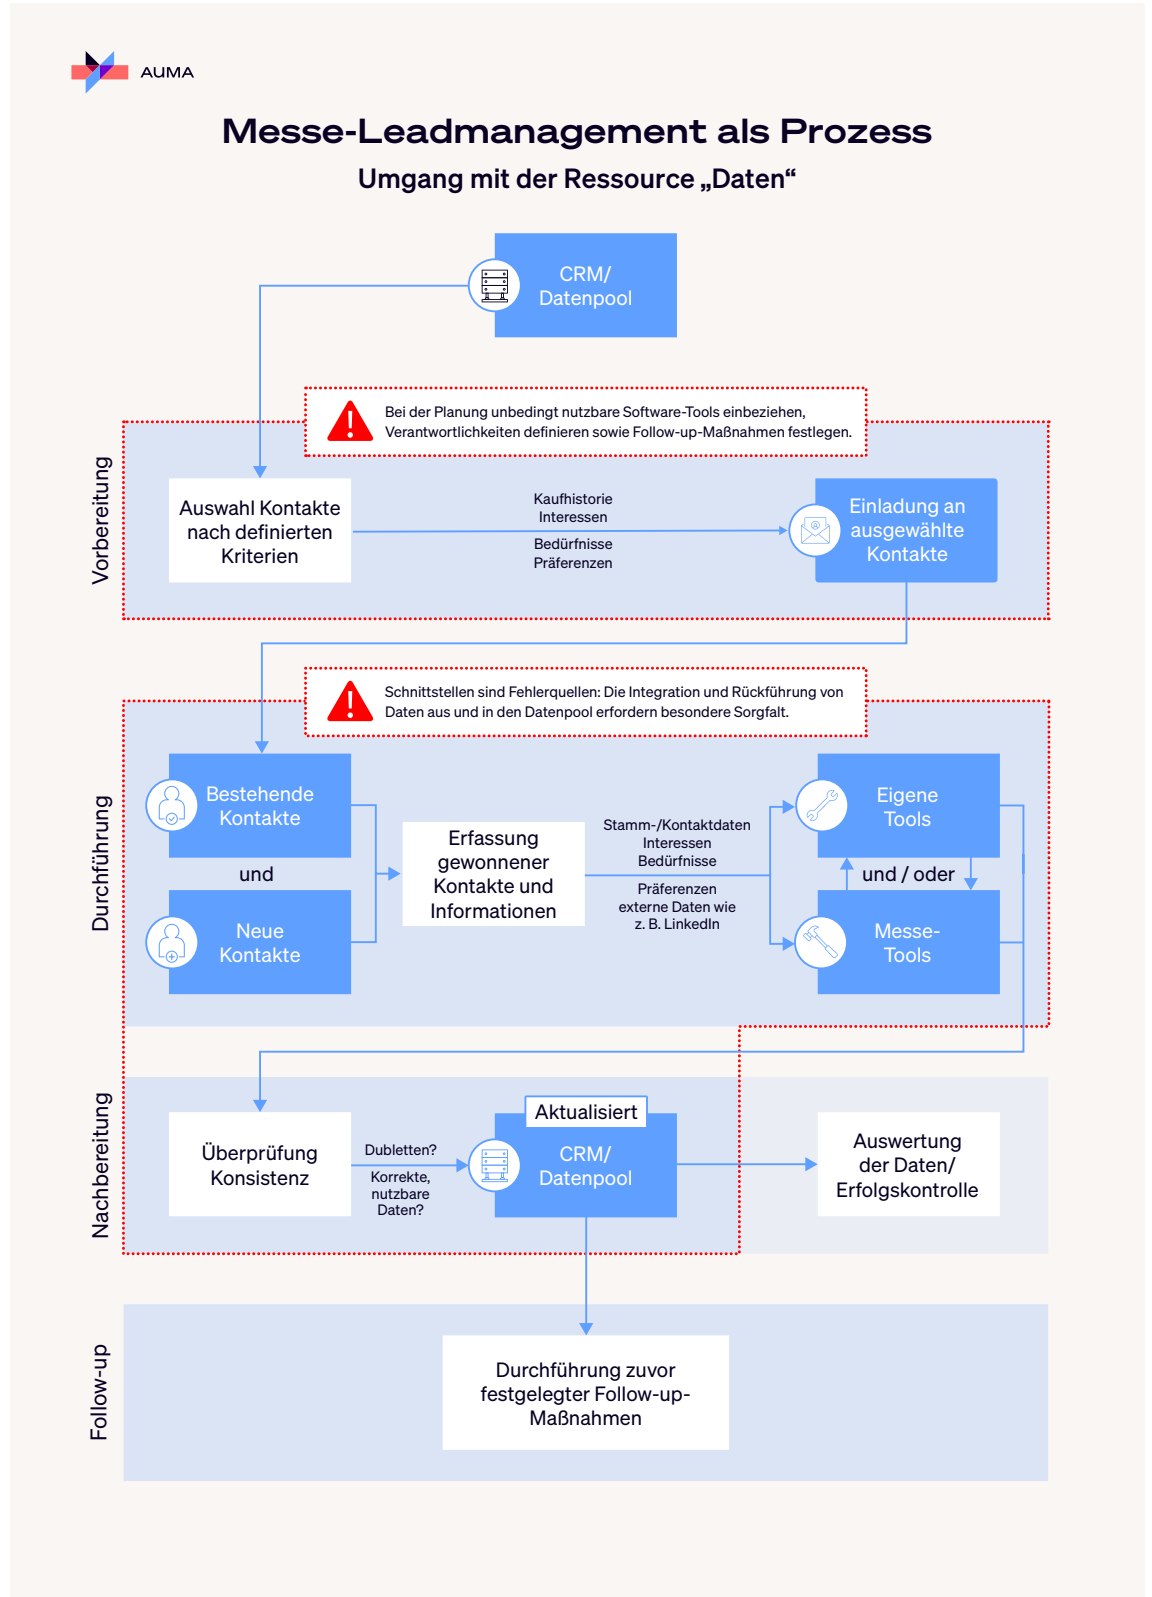 AUMA
Messe-Leadmanagement als Prozess
Umgang mit der Ressource „Daten“
CRM/
Datenpool
Bei der Planung unbedingt nutzbare Software-Tools einbeziehen,
Verantwortlichkeiten definieren sowie Follow-up-Maßnahmen festlegen.
Vorbereitung
Auswahl Kontakte
nach definierten
Kriterien
Kaufhistorie
Interessen
Bedürfnisse
Präferenzen
Einladung an
ausgewählte
Kontakte
Schnittstellen sind Fehlerquellen: Die Integration und Rückführung von
Daten aus und in den Datenpool erfordern besondere Sorgfalt.
Durchführung
Bestehende
Kontakte
und
Neue
Kontakte
Erfassung
gewonnener
Kontakte und
Informationen
Stamm-/Kontaktdaten
Interessen
Bedürfnisse
Präferenzen
externe Daten wie
z. B. LinkedIn
Eigene
Tools
und / oder
Messe-
Tools
Nachbereitung
Überprüfung
Konsistenz
Dubletten?
Korrekte,
nutzbare
Daten?
Aktualisiert
CRM/
Datenpool
Auswertung
der Daten/
Erfolgskontrolle
Follow-up
Durchführung zuvor
festgelegter Follow-up-
Maßnahmen